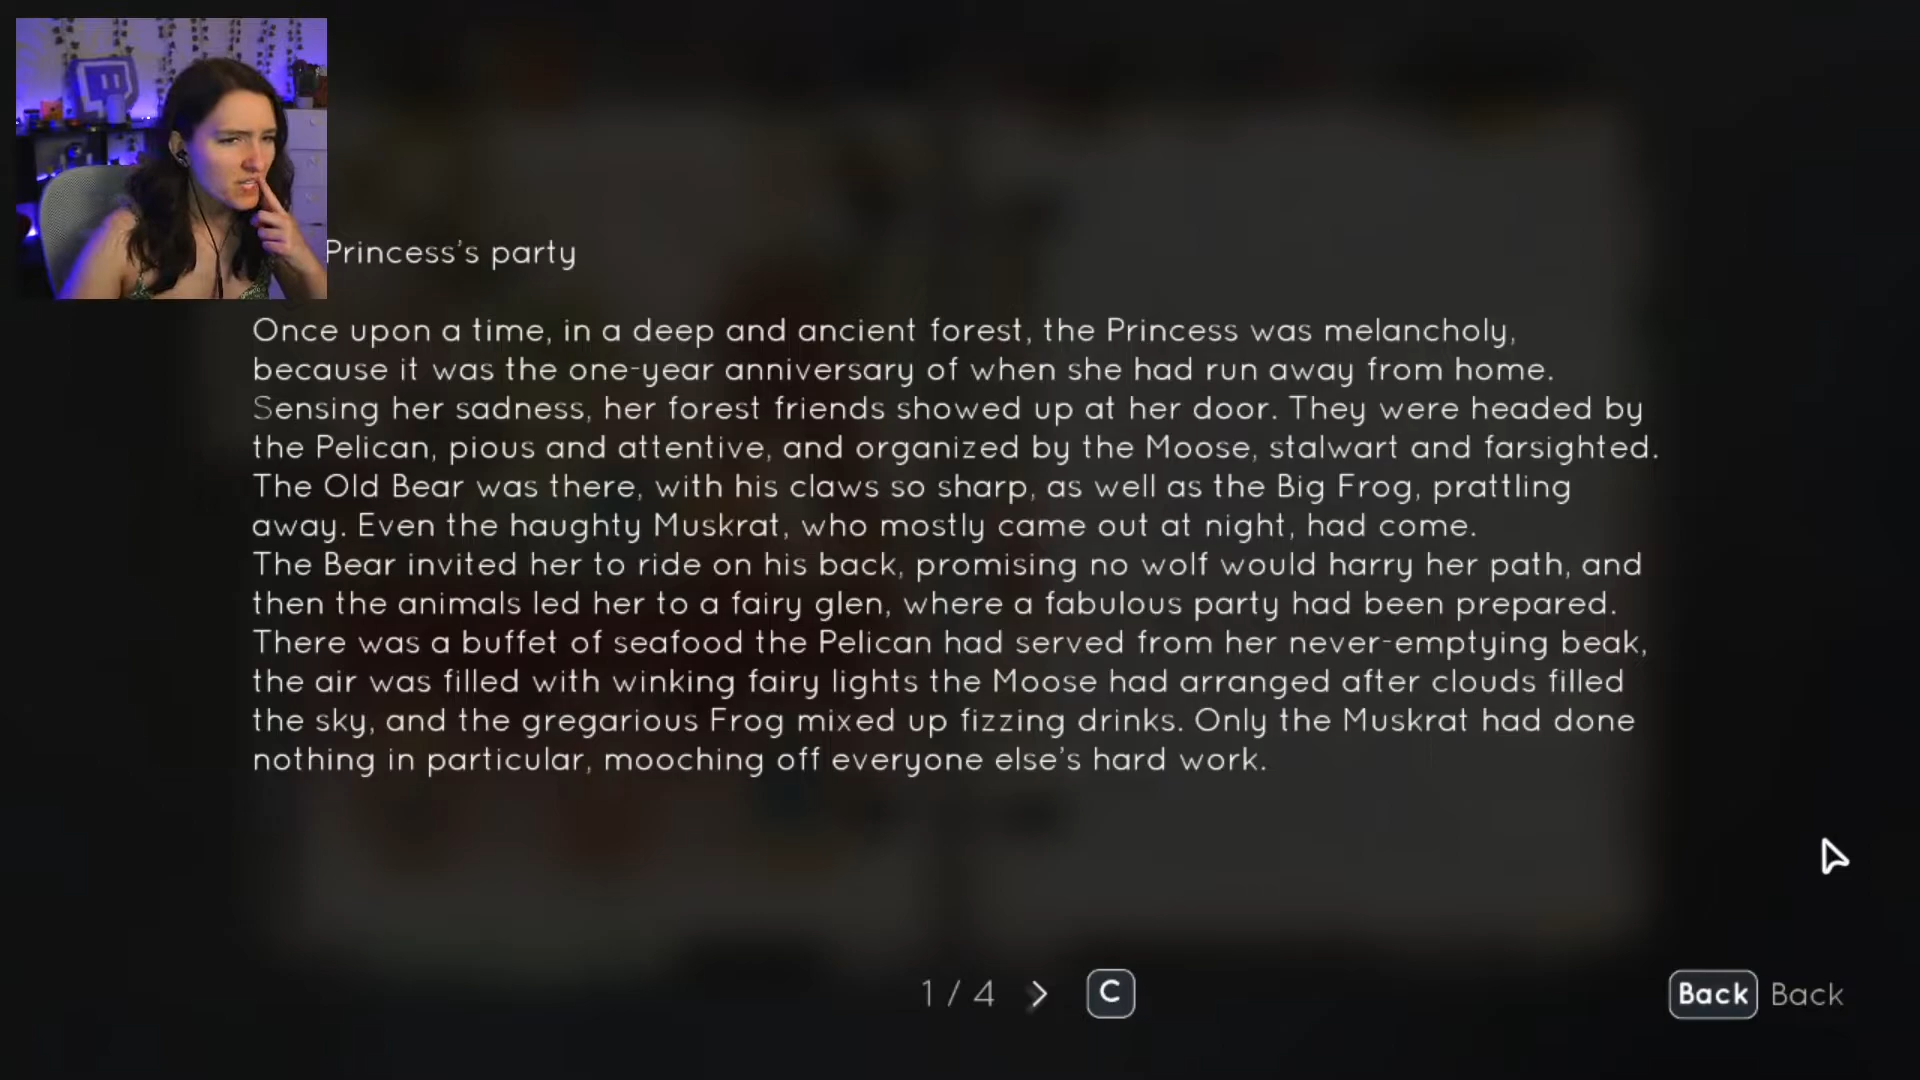 Princess's party
Once upon a time, in a deep and ancient forest, the Princess was melancholy,
because it was the one-year anniversary of when she had run away from home.
Sensing her sadness, her forest friends showed up at her door. They were headed by
the Pelican, pious and attentive, and organized by the Moose, stalwart and farsighted.
The Old Bear was there, with his claws so sharp, as well as the Big Frog, prattling
away. Even the haughty Muskrat, who mostly came out at night, had come.
The Bear invited her to ride on his back, promising no wolf would harry her path, and
then the animals led her to a fairy glen, where a fabulous party had been prepared.
There was a buffet of seafood the Pelican had served from her never-emptying beak,
the air was filled with winking fairy lights the Moose had arranged after clouds filled
the sky, and the gregarious Frog mixed up fizzing drinks. Only the Muskrat had done
nothing in particular, mooching off everyone else's hard work.
1 / 4 > C
Back Back